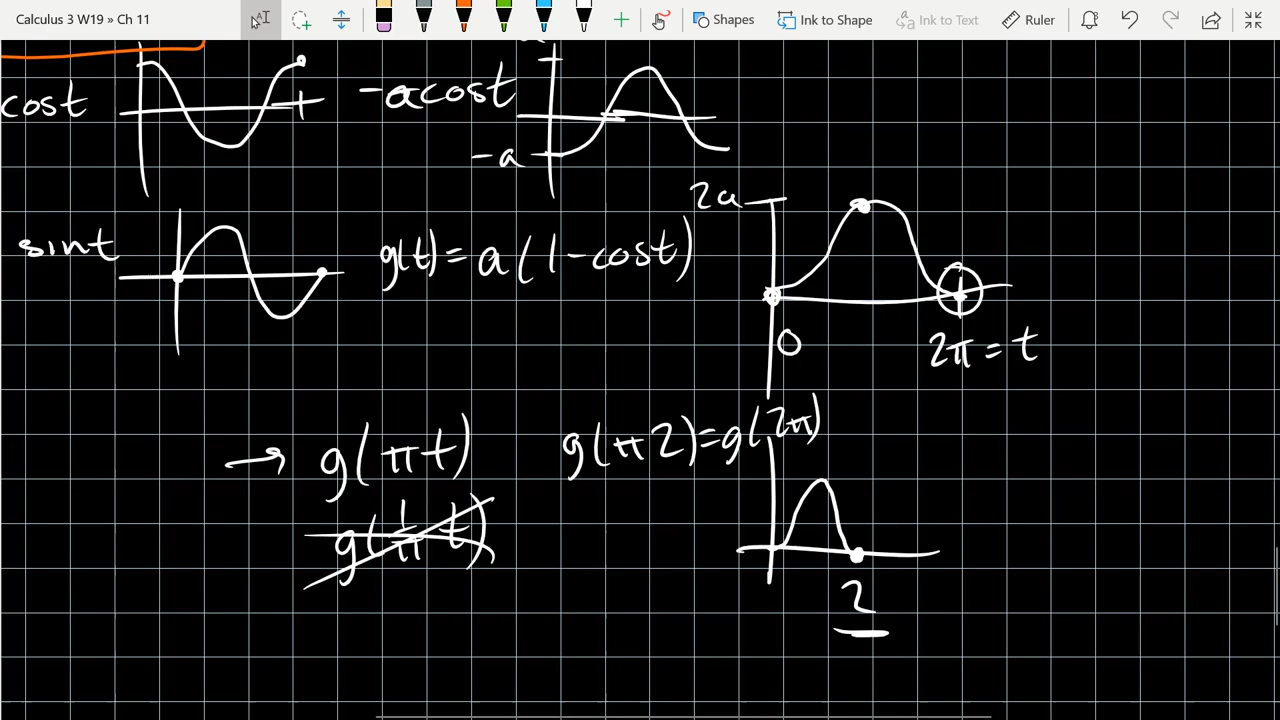 Calculus 3 W19 » Ch 11
Shapes
Ink to Shape
Ink to Text
Ruler
cost
-acost
-a
2a
sint
g(t) = a(1-cost)
0
2π = t
→ g(πt)
g(π2)=g(2π)
g(1/π t)
2